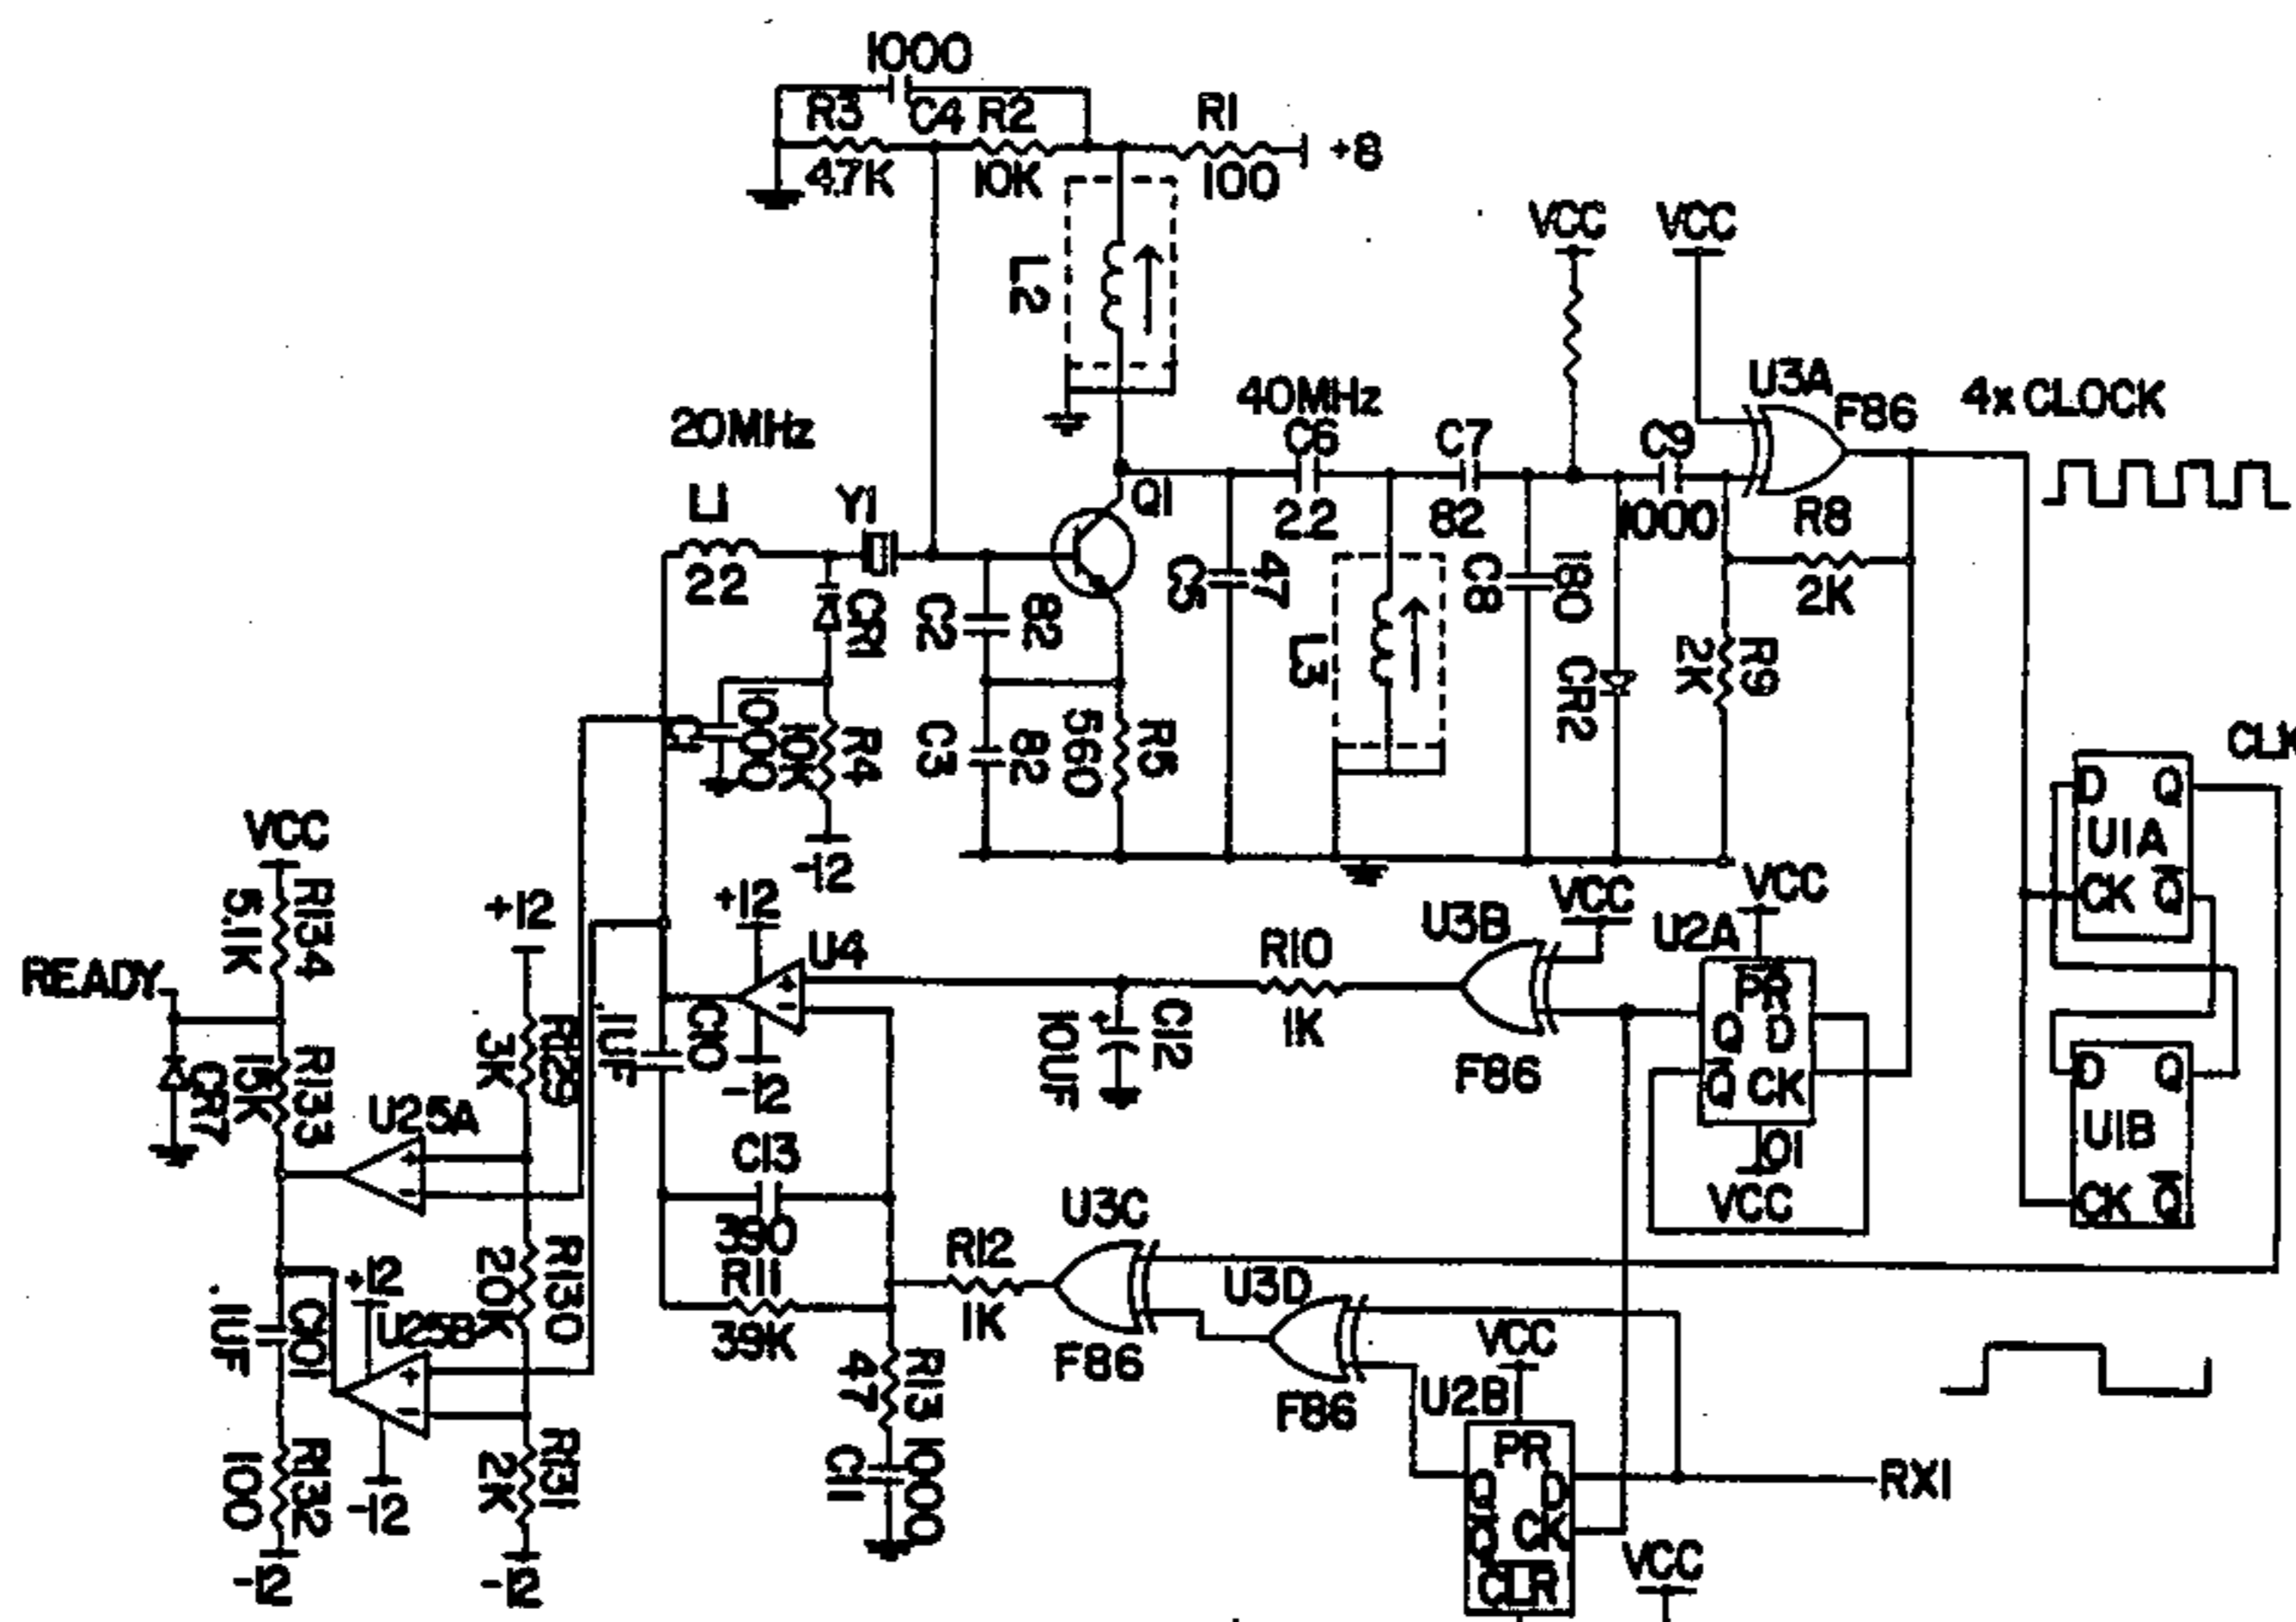 1000
R3 C4 R2 R1
47K 10K 100 +8
L2
VCC VCC
U3A
F86
4x CLOCK
20MHz
40MHz
C6 C7 C9
2.2 82 1000
L1 Y1 Q1
22
R8
2K
CR1 C2 82
C5 47
C8 180
L3
CR2
2K R9
C1 1000 10K R4
C3 82 560 R5
-12
CLK
D Q
U1A
CK Q
VCC
5.1K R134
+12
+12
U4
+
-
-12
VCC
U3B
F86
R10
1K
10UF C12
+
U2A
VCC
PR
Q D
Q CK
VCC
D Q
U1B
CK Q
READY
3K R129
.1UF C10
CR7
15K R133
U25A
+
-
C13
390
R11
39K
R12
1K
U3C
F86
U3D
F86
.1UF C101
+12
U25B
+
-
-12
20K R130
47 R13
VCC
U2B
PR
Q D
Q CK
CLR
RX1
VCC
100 R132
-12
2K R131
-12
C11 1000